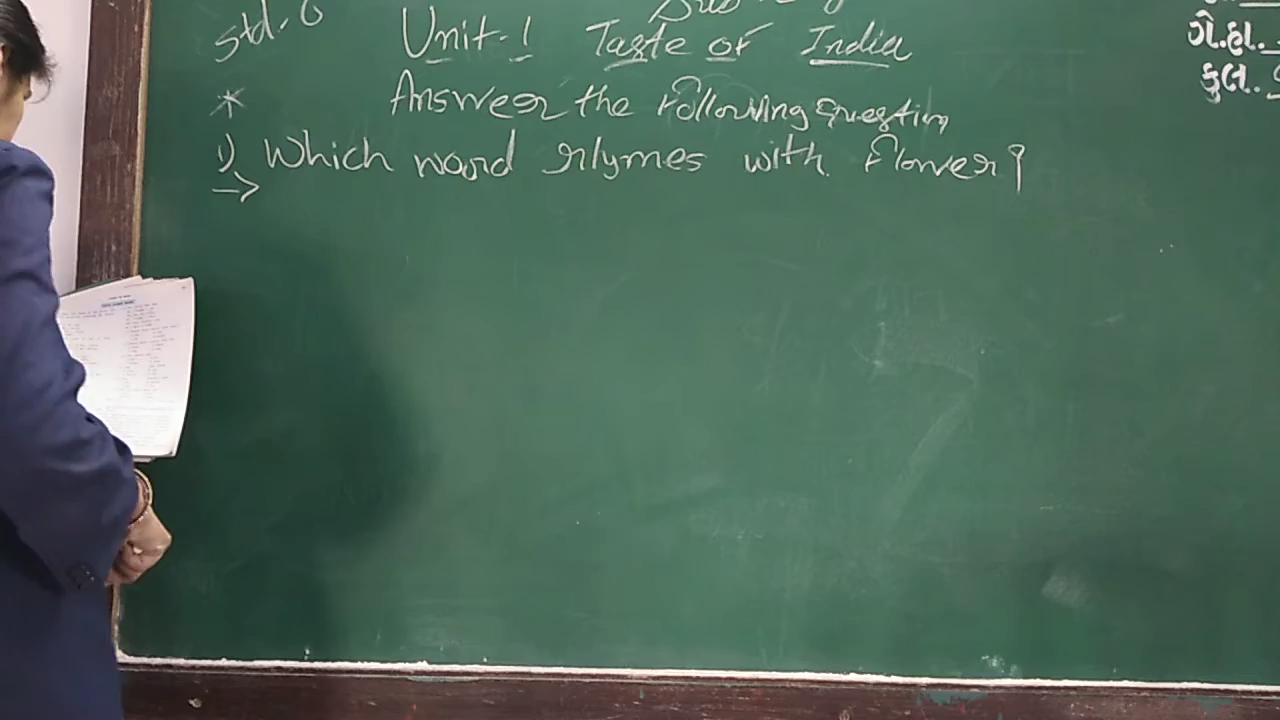 Std. 6
Unit-1 Taste of India
* Answer the Following Question
1) Which word rhymes with flower?
→
ગે.હા.
કુલ.